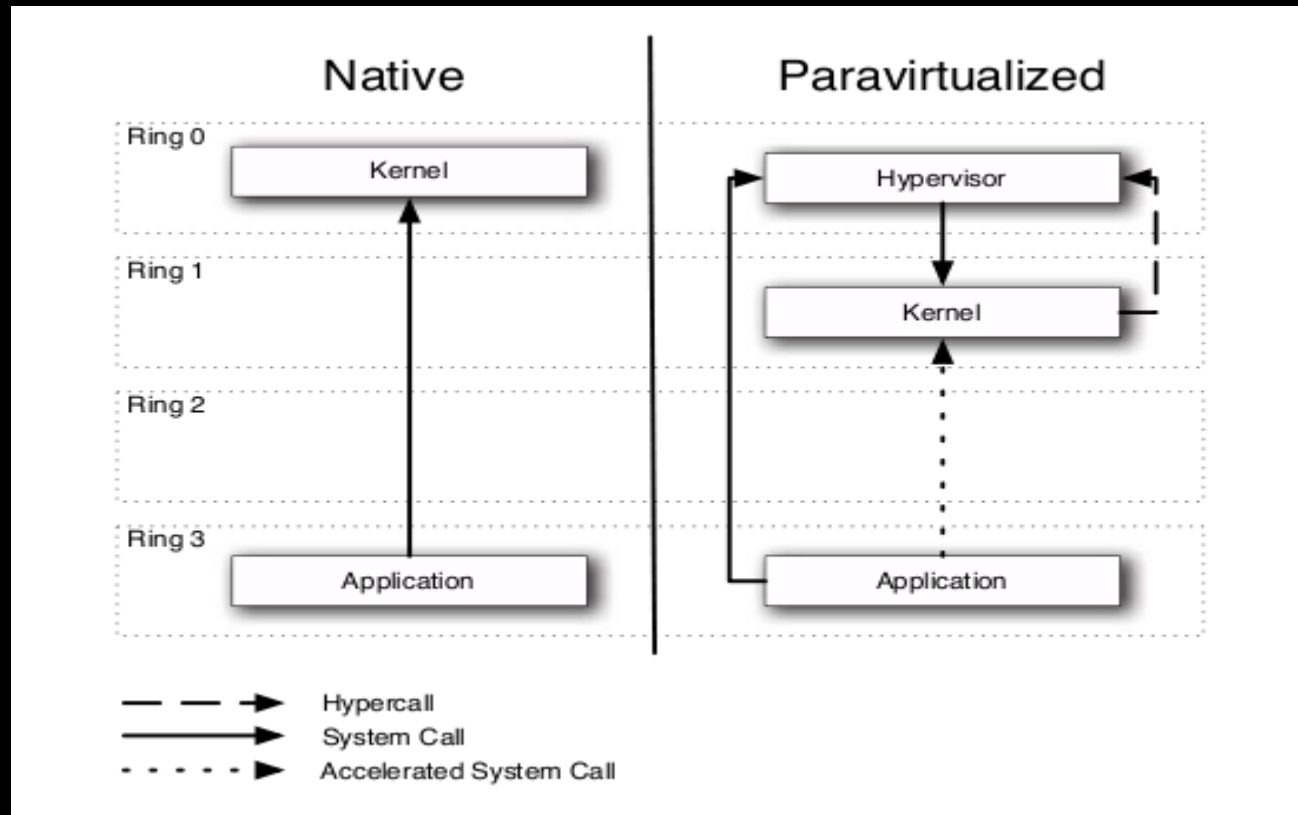 Native
Paravirtualized
Ring 0
Kernel
Hypervisor
Ring 1
Kernel
Ring 2
Ring 3
Application
Application
Hypercall
System Call
Accelerated System Call